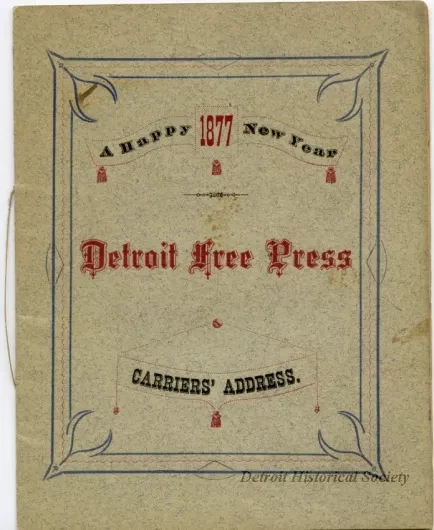 A Happy 1877 New Year
Detroit Free Press
CARRIERS' ADDRESS.
Detroit Historical Society